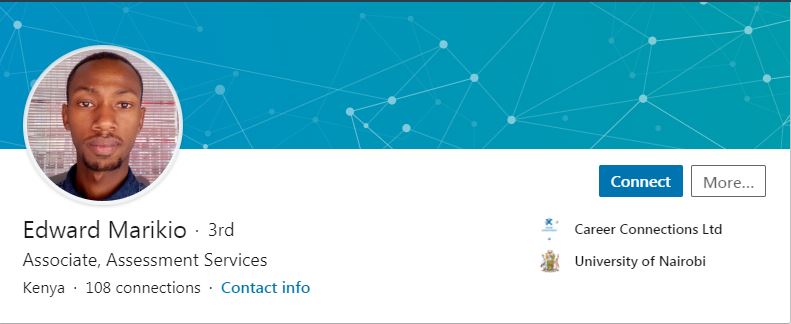 Connect More...
Edward Marikio · 3rd
Career Connections Ltd
Associate, Assessment Services
University of Nairobi
Kenya · 108 connections · Contact info